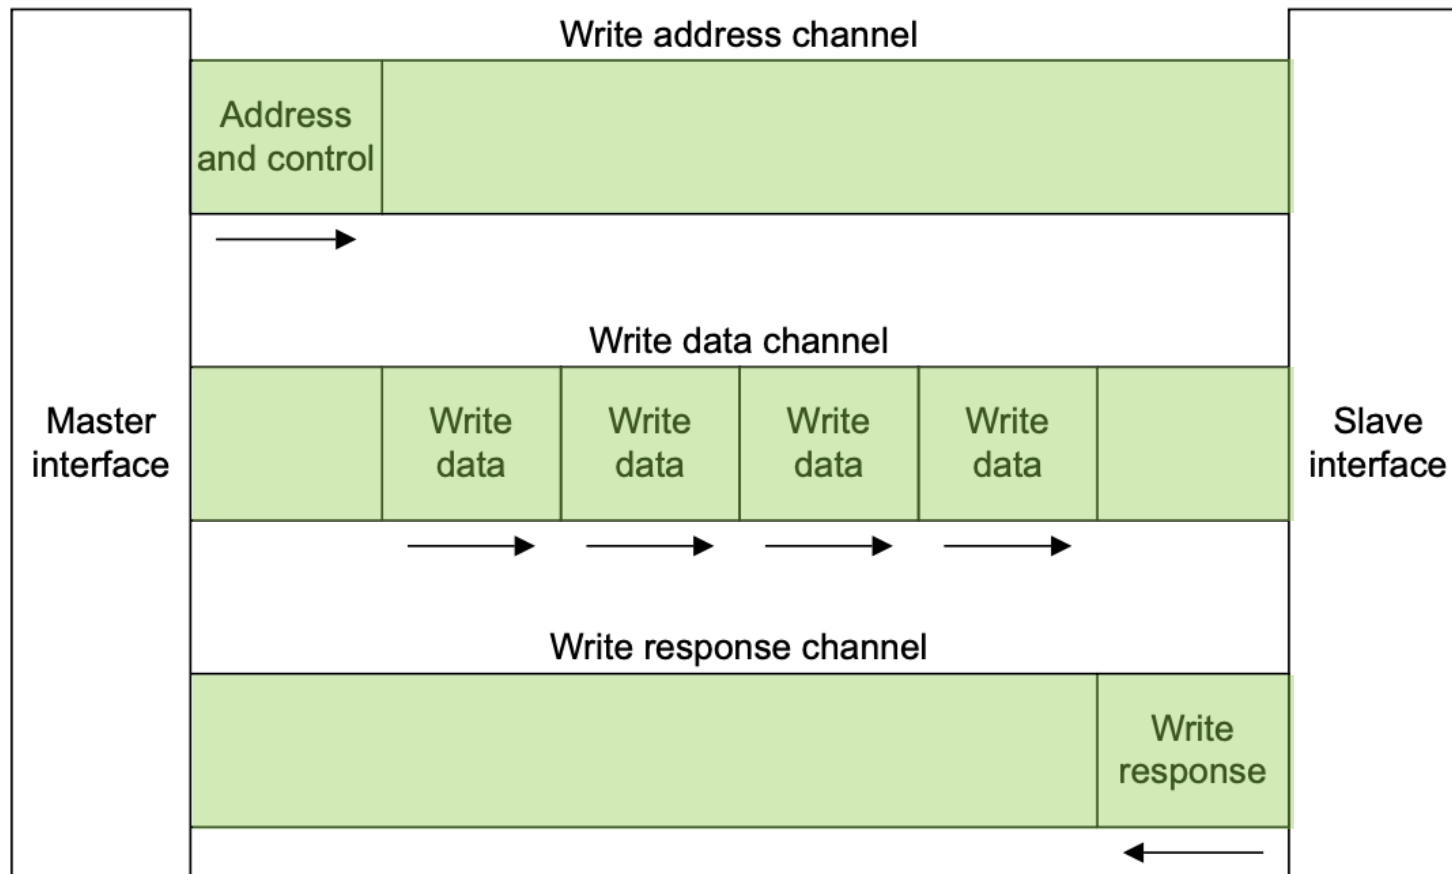 Write address channel
Address
and control
Write data channel
Master
interface
Write
data
Write
data
Write
data
Write
data
Slave
interface
Write response channel
Write
response